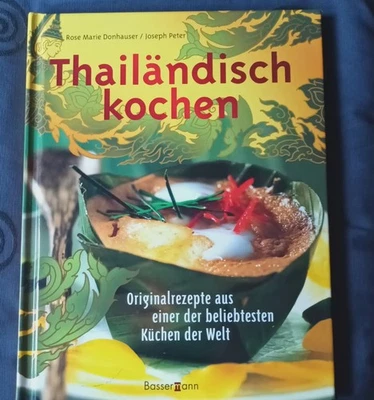 Rose Marie Donhauser / Joseph Peter
Thailändisch
kochen
Originalrezepte aus
einer der beliebtesten
Küchen der Welt
Bassermann